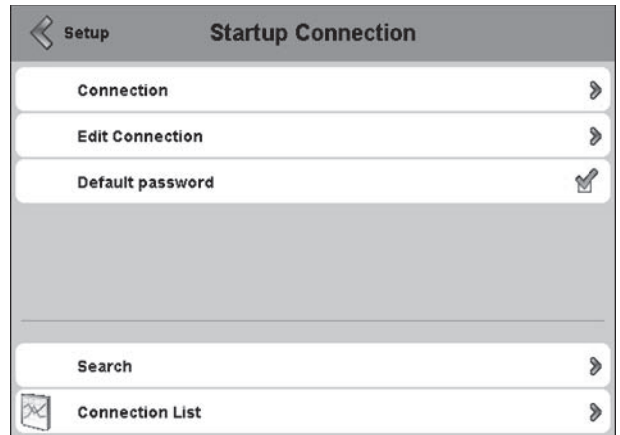 Setup
Startup Connection
Connection
Edit Connection
Default password
Search
Connection List